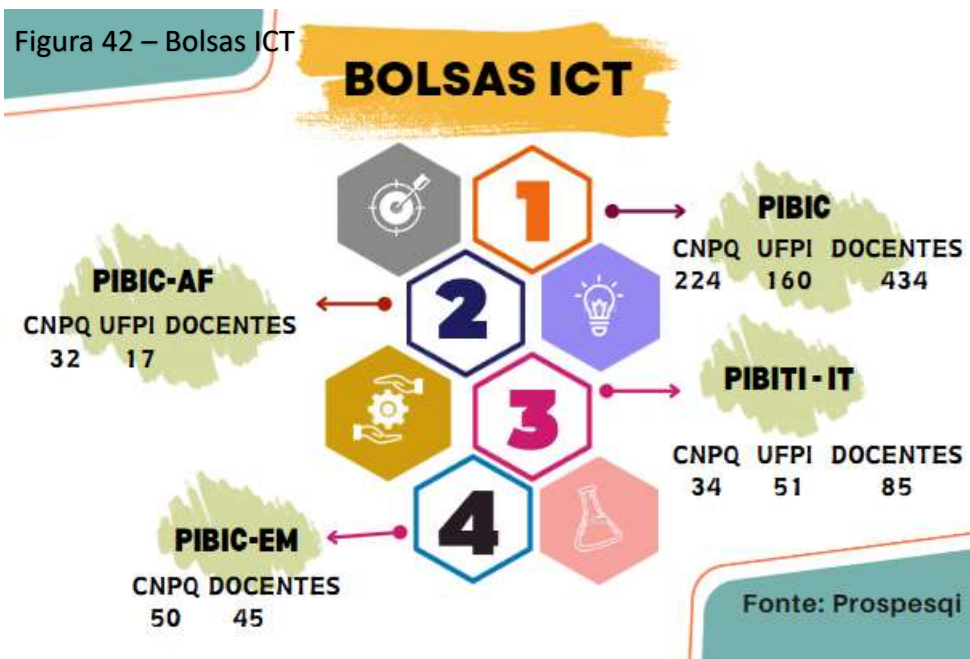 Figura 42 – Bolsas ICT
BOLSAS ICT
1
PIBIC
CNPQ UFPI DOCENTES
224 160 434
2
PIBIC-AF
CNPQ UFPI DOCENTES
32 17
3
PIBITI - IT
CNPQ UFPI DOCENTES
34 51 85
4
PIBIC-EM
CNPQ DOCENTES
50 45
Fonte: Prospesqi